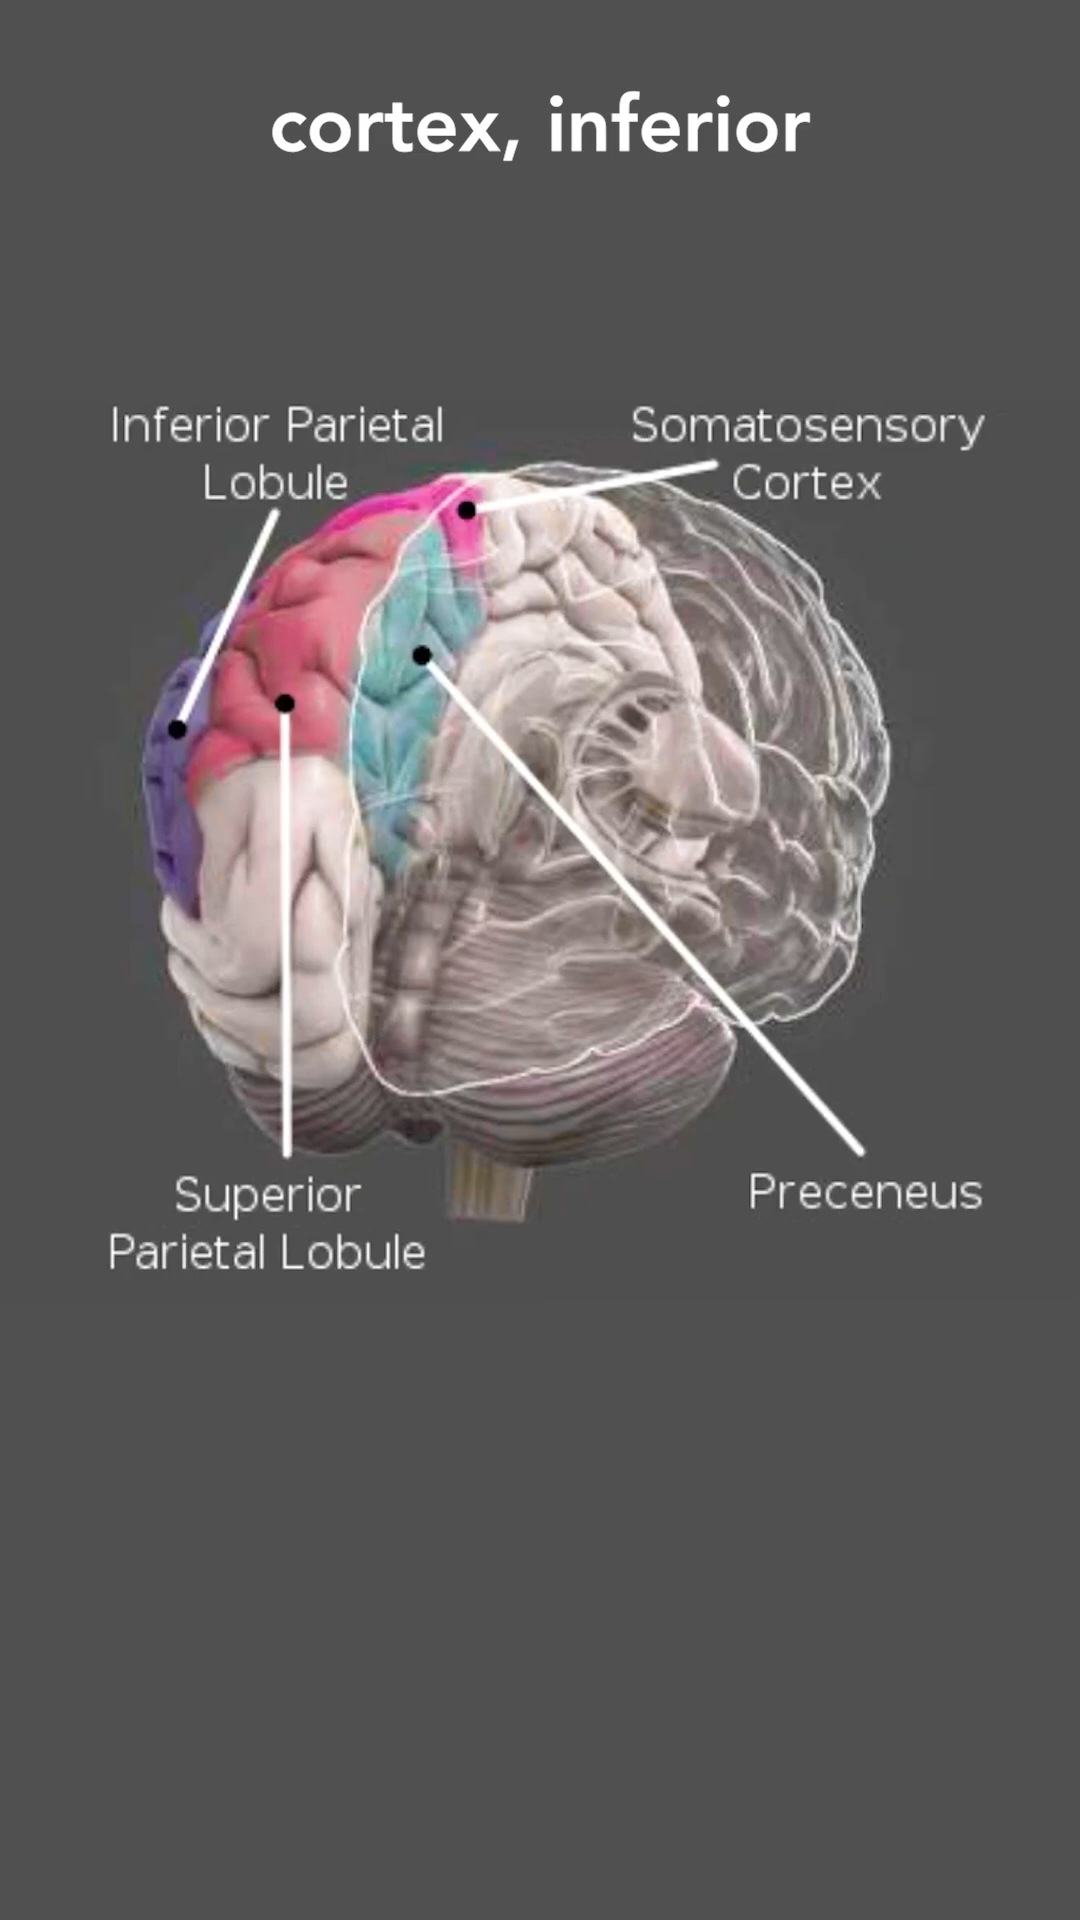 cortex, inferior
Inferior Parietal
Lobule
Somatosensory
Cortex
Superior
Parietal Lobule
Preceneus